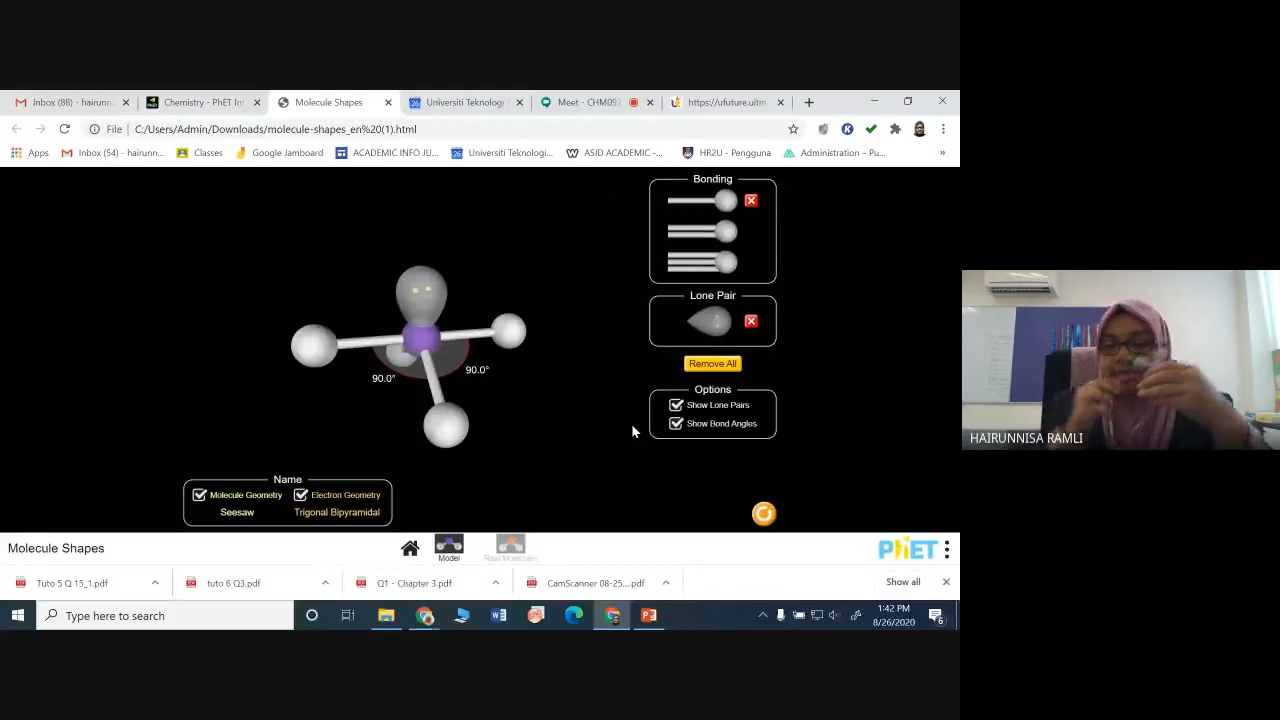 Inbox (88) - hairunn
Chemistry - PhET Int
Molecule Shapes
Universiti Teknolog
Meet - CHM092
https://ufuture.uitm
File
C:/Users/Admin/Downloads/molecule-shapes_en%20(1).html
Apps
Inbox (54) - hairunn...
Classes
Google Jamboard
ACADEMIC INFO JU...
Universiti Teknologi...
ASID ACADEMIC -...
HR2U - Pengguna
Administration – Pu...
»
Bonding
Lone Pair
Remove All
Options
Show Lone Pairs
Show Bond Angles
90.0°
90.0°
Name
Molecule Geometry
Electron Geometry
Seesaw
Trigonal Bipyramidal
HAIRUNNISA RAMLI
Molecule Shapes
Model
Real Molecules
PhET
Tuto 5 Q 15_1.pdf
tuto 6 Q3.pdf
Q1 - Chapter 3.pdf
CamScanner 08-25....pdf
Show all
Type here to search
1:42 PM
8/26/2020
6